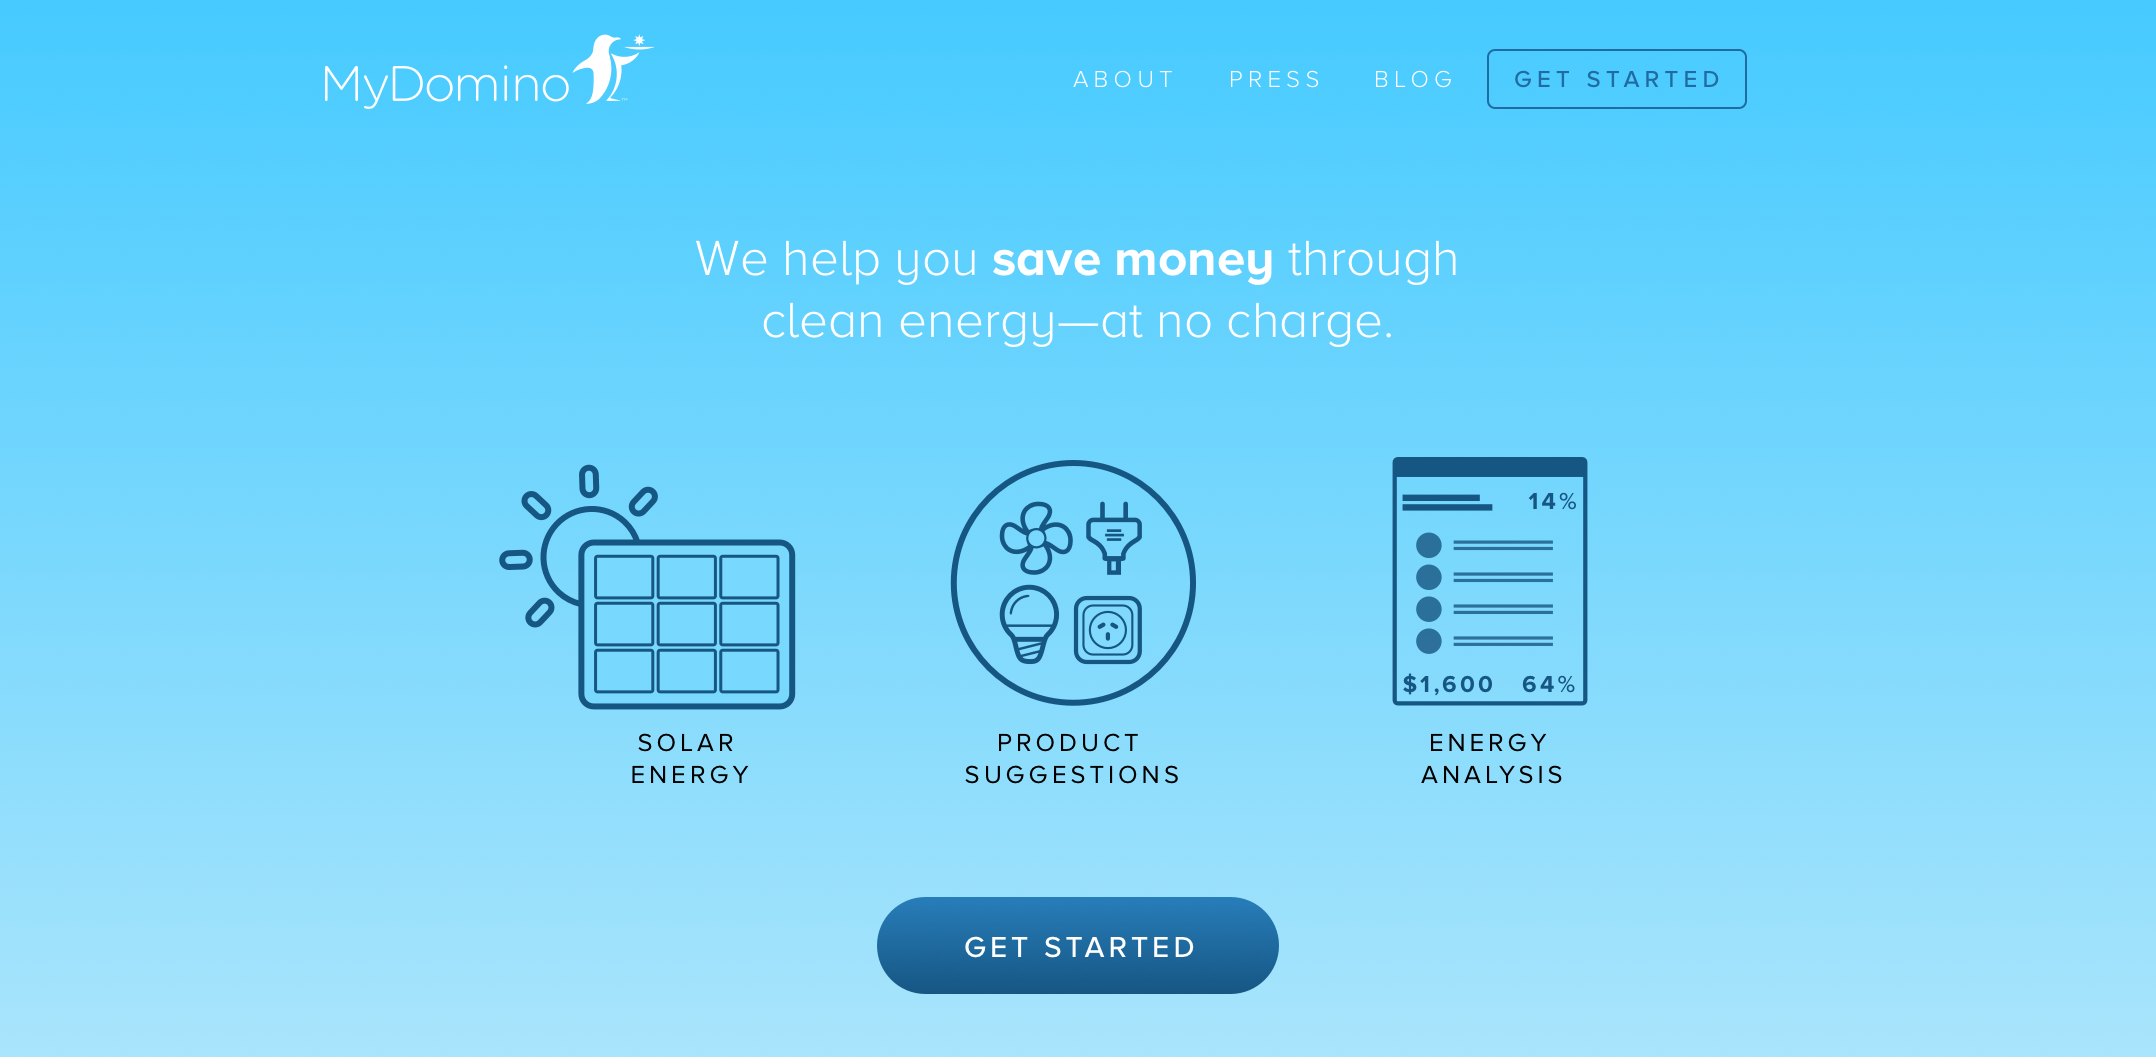 MyDomino
ABOUT PRESS BLOG GET STARTED
We help you save money through
clean energy—at no charge.
14%
$1,600 64%
SOLAR
ENERGY
PRODUCT
SUGGESTIONS
ENERGY
ANALYSIS
GET STARTED